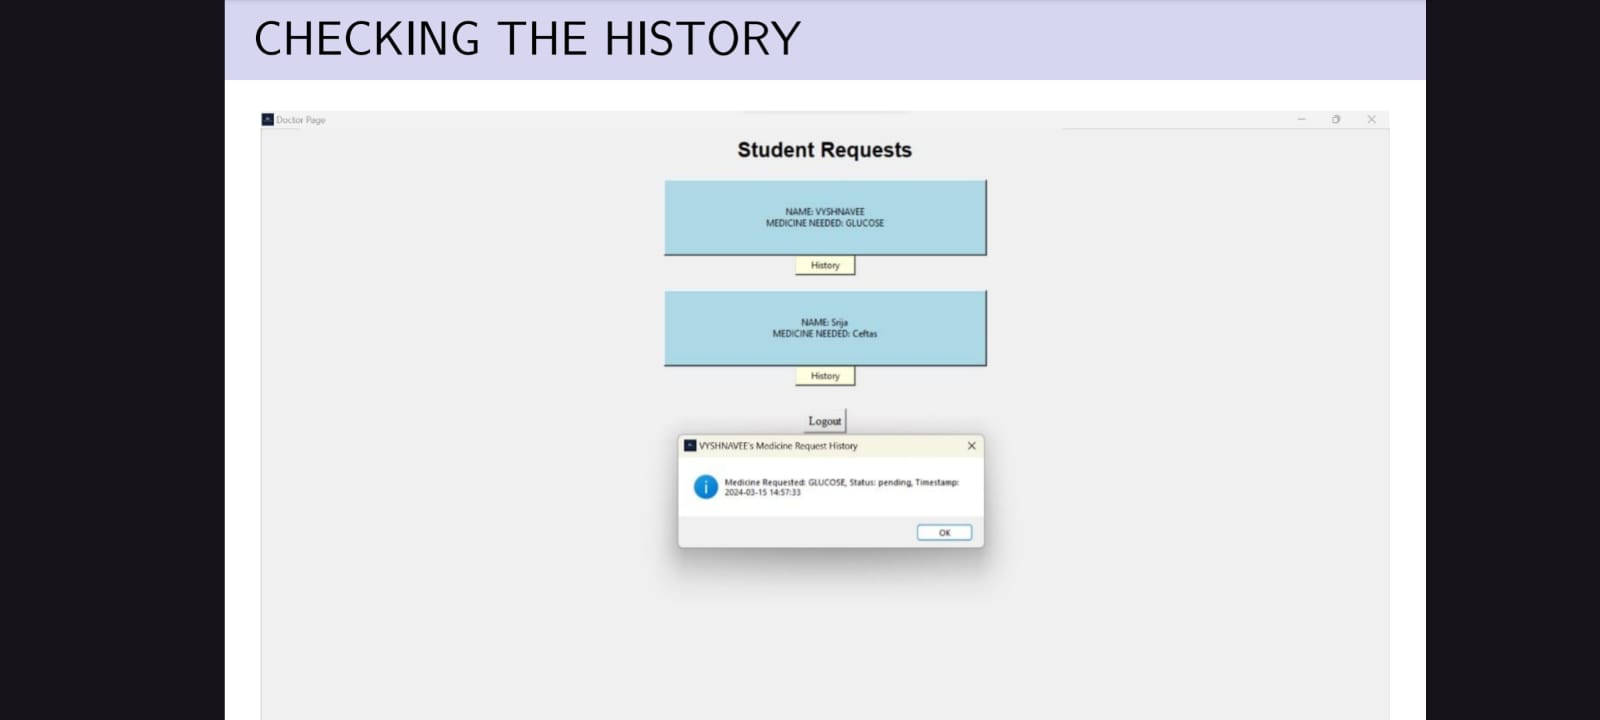 CHECKING THE HISTORY
Doctor Page
Student Requests
NAME: VYSHNAVEE
MEDICINE NEEDED: GLUCOSE
History
NAME: Srija
MEDICINE NEEDED: Ceftas
History
Logout
VYSHNAVEE's Medicine Request History
Medicine Requested: GLUCOSE, Status: pending, Timestamp:
2024-03-15 14:57:33
OK